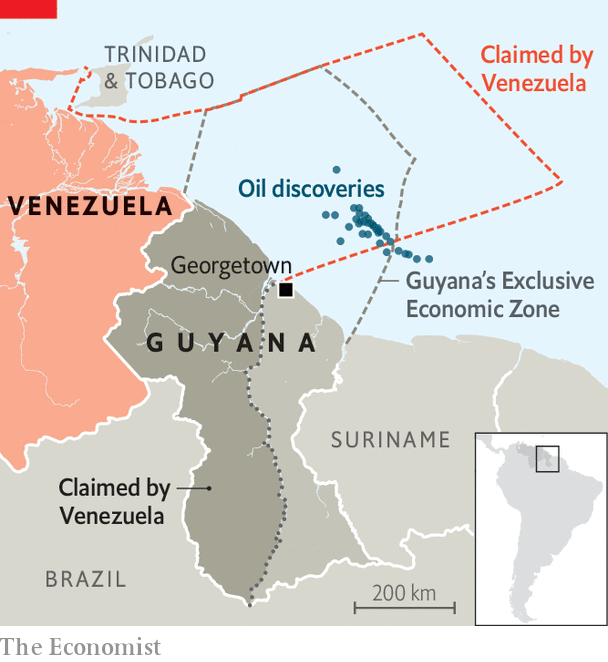 TRINIDAD
& TOBAGO
Claimed by
Venezuela
Oil discoveries
VENEZUELA
Georgetown
Guyana's Exclusive
Economic Zone
GUYANA
SURINAME
Claimed by
Venezuela
BRAZIL
200 km
The Economist